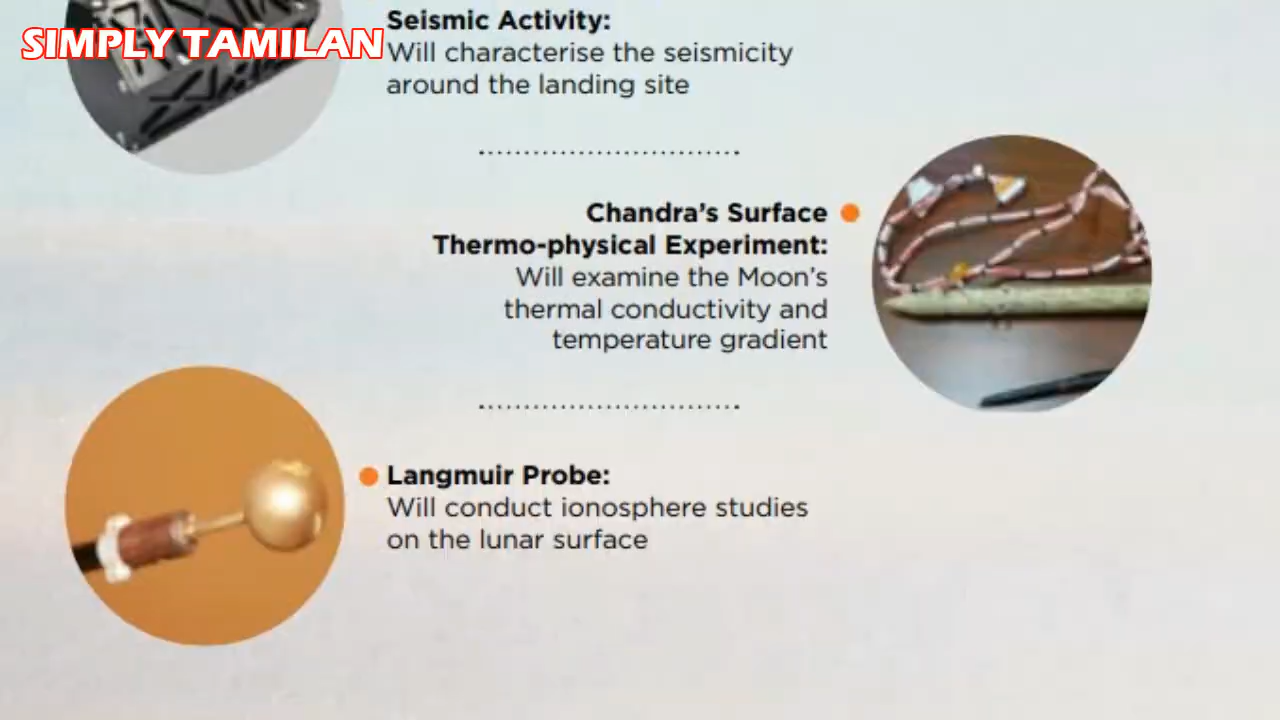 SIMPLY TAMILAN
Seismic Activity:
Will characterise the seismicity
around the landing site
Chandra's Surface
Thermo-physical Experiment:
Will examine the Moon's
thermal conductivity and
temperature gradient
Langmuir Probe:
Will conduct ionosphere studies
on the lunar surface